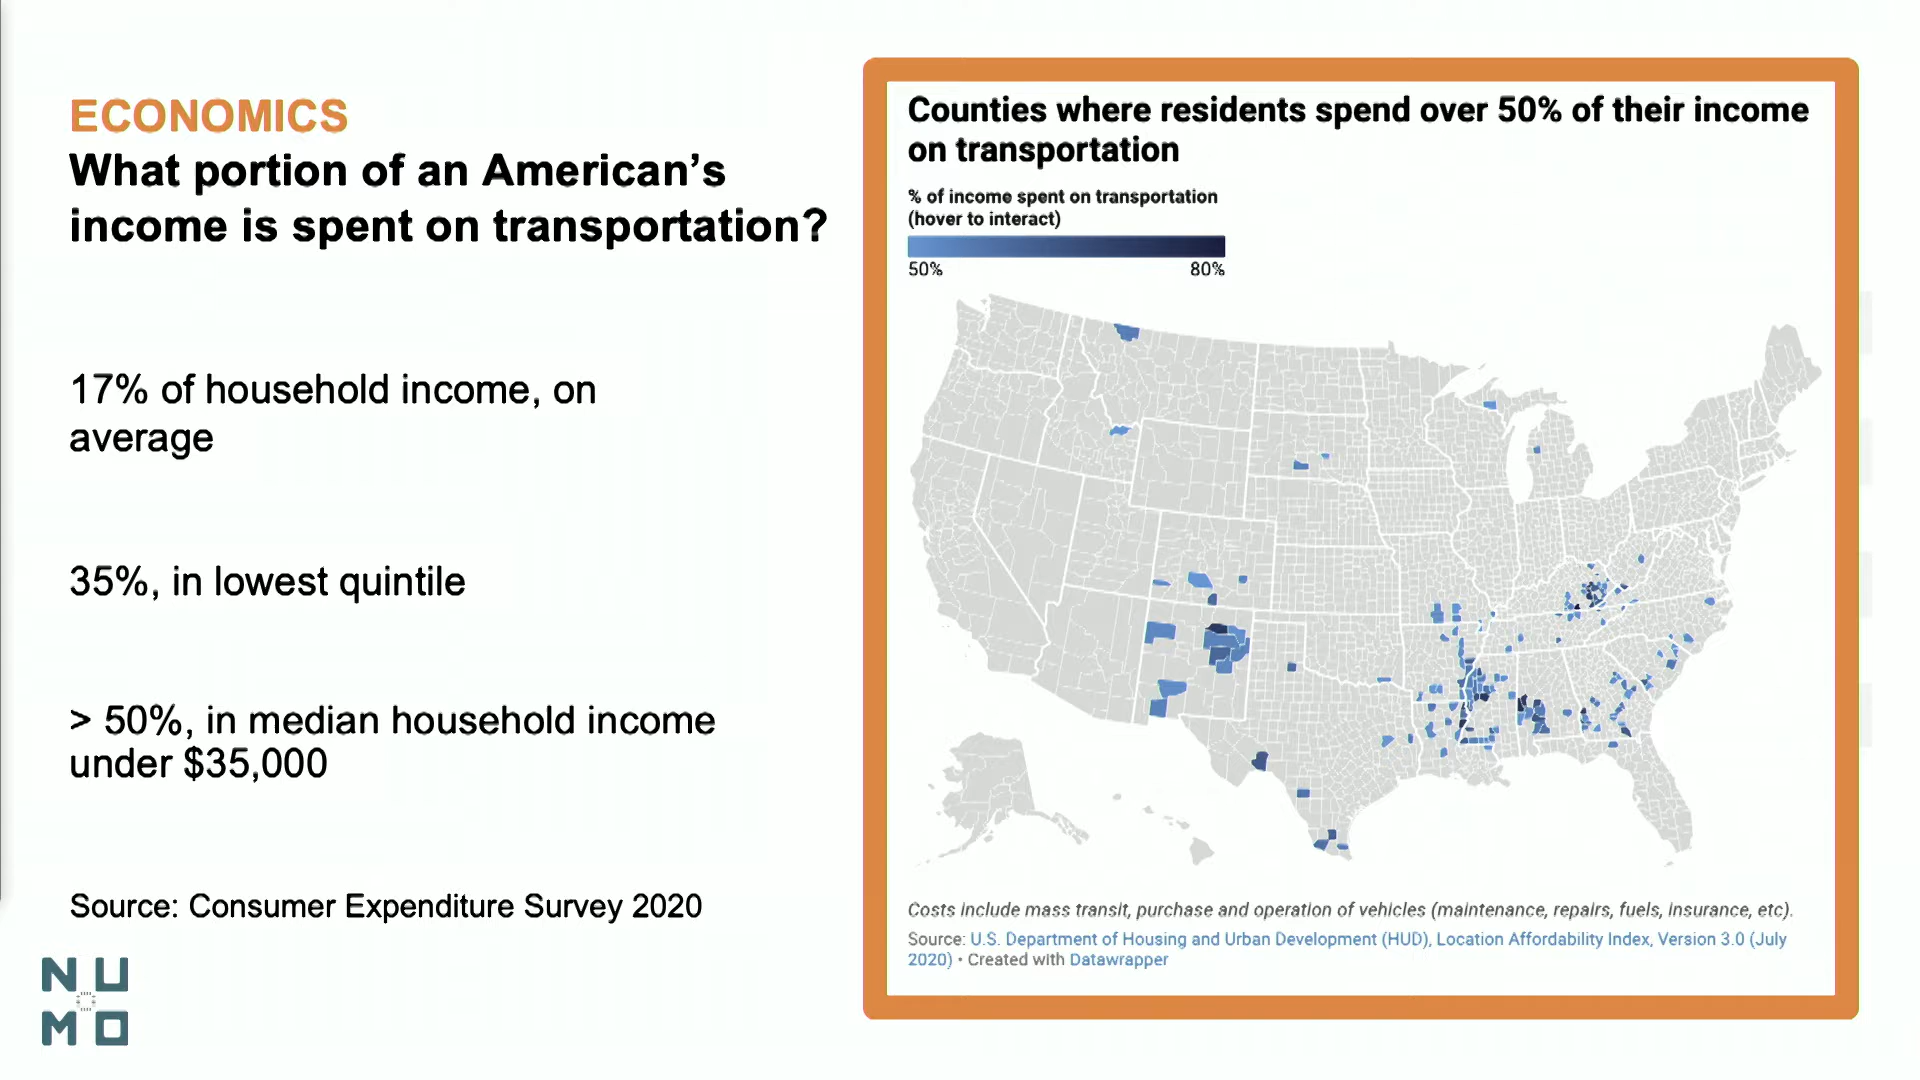 ECONOMICS
What portion of an American's
income is spent on transportation?
17% of household income, on
average
35%, in lowest quintile
> 50%, in median household income
under $35,000
Source: Consumer Expenditure Survey 2020
NU
MO
Counties where residents spend over 50% of their income
on transportation
% of income spent on transportation
(hover to interact)
50% 80%
Costs include mass transit, purchase and operation of vehicles (maintenance, repairs, fuels, insurance, etc).
Source: U.S. Department of Housing and Urban Development (HUD), Location Affordability Index, Version 3.0 (July
2020) • Created with Datawrapper